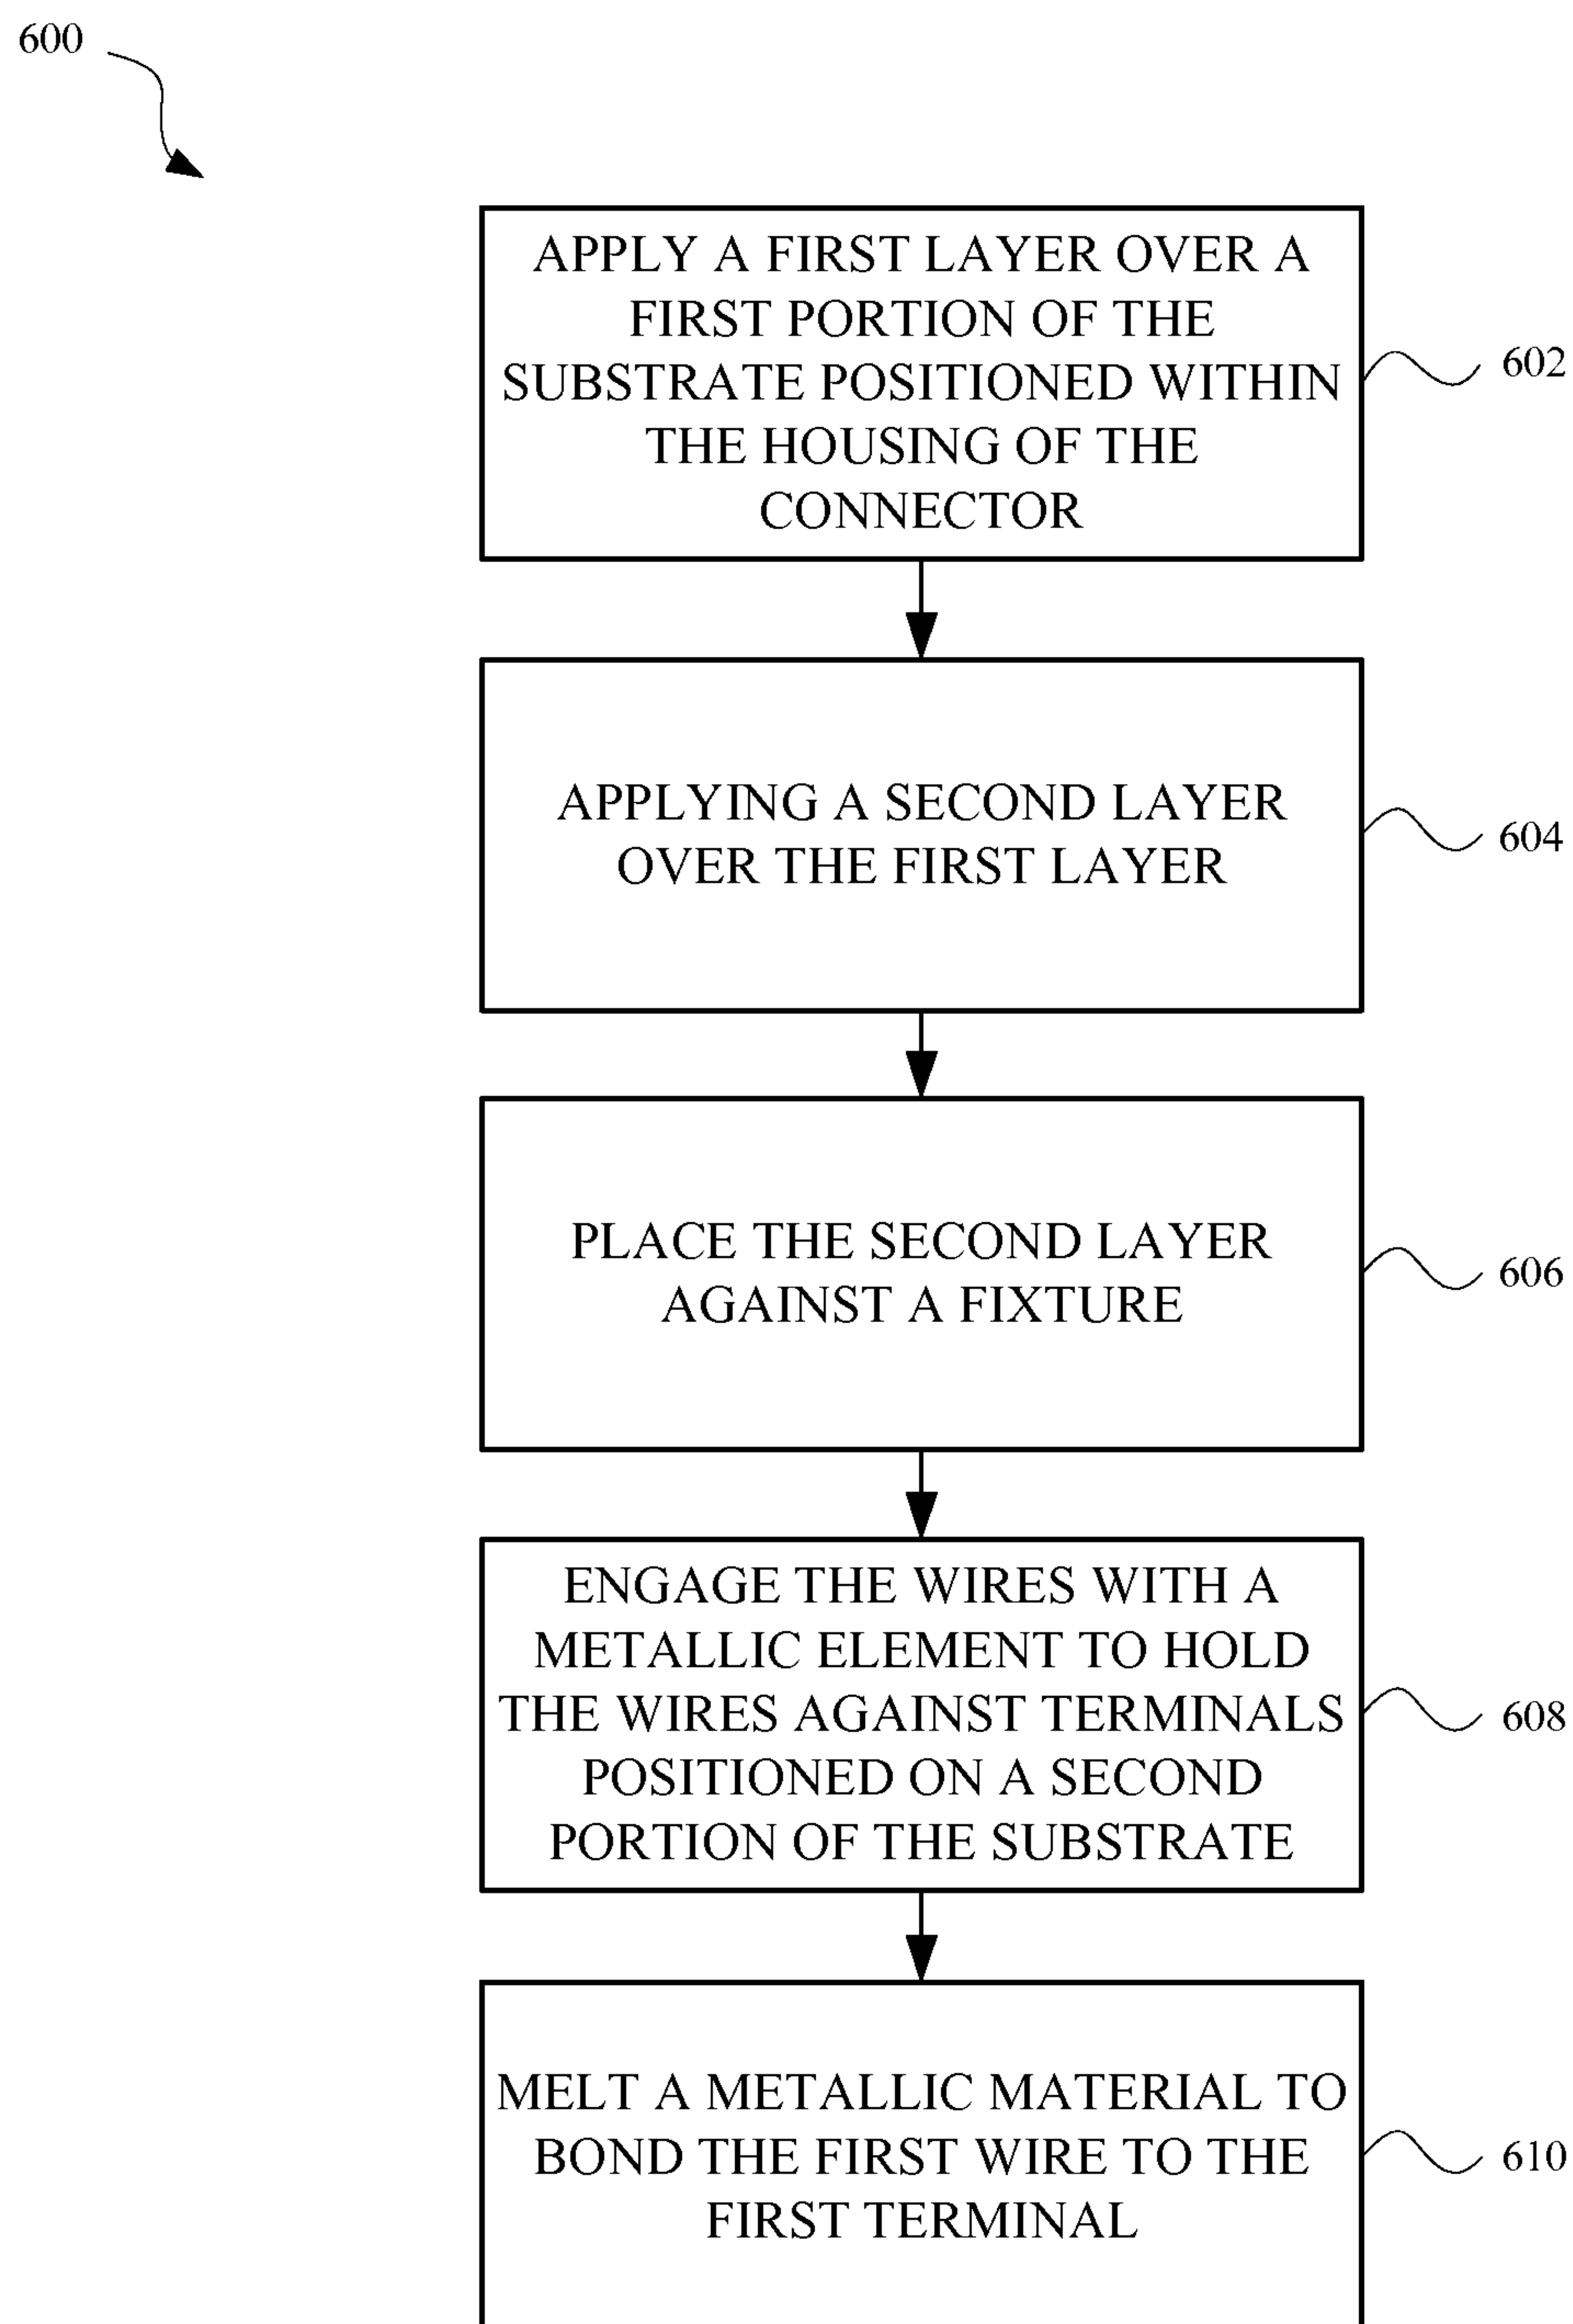 600
APPLY A FIRST LAYER OVER A
FIRST PORTION OF THE
SUBSTRATE POSITIONED WITHIN
THE HOUSING OF THE
CONNECTOR
602
APPLYING A SECOND LAYER
OVER THE FIRST LAYER
604
PLACE THE SECOND LAYER
AGAINST A FIXTURE
606
ENGAGE THE WIRES WITH A
METALLIC ELEMENT TO HOLD
THE WIRES AGAINST TERMINALS
POSITIONED ON A SECOND
PORTION OF THE SUBSTRATE
608
MELT A METALLIC MATERIAL TO
BOND THE FIRST WIRE TO THE
FIRST TERMINAL
610